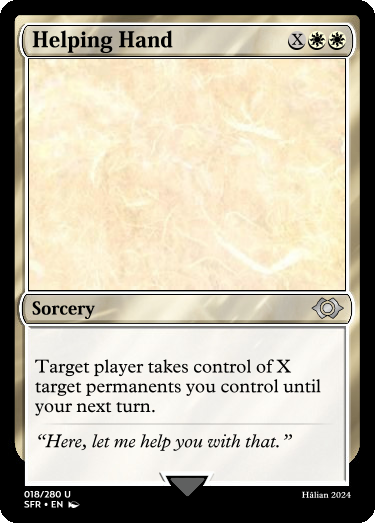 Helping Hand X
Sorcery
Target player takes control of X
target permanents you control until
your next turn.
“Here, let me help you with that.”
018/280 U
SFR • EN Hālian 2024